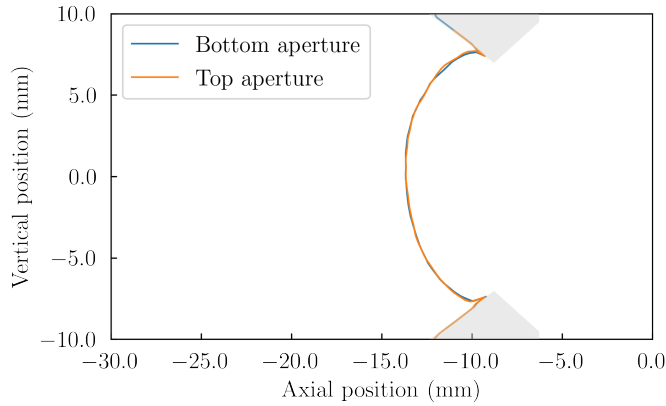 10.0
5.0
0.0
−5.0
−10.0
Vertical position (mm)
Bottom aperture
Top aperture
−30.0 −25.0 −20.0 −15.0 −10.0 −5.0 0.0
Axial position (mm)